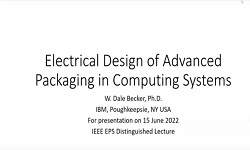 Electrical Design of Advanced
Packaging in Computing Systems
W. Dale Becker, Ph.D.
IBM, Poughkeepsie, NY USA
For presentation on 15 June 2022
IEEE EPS Distinguished Lecture